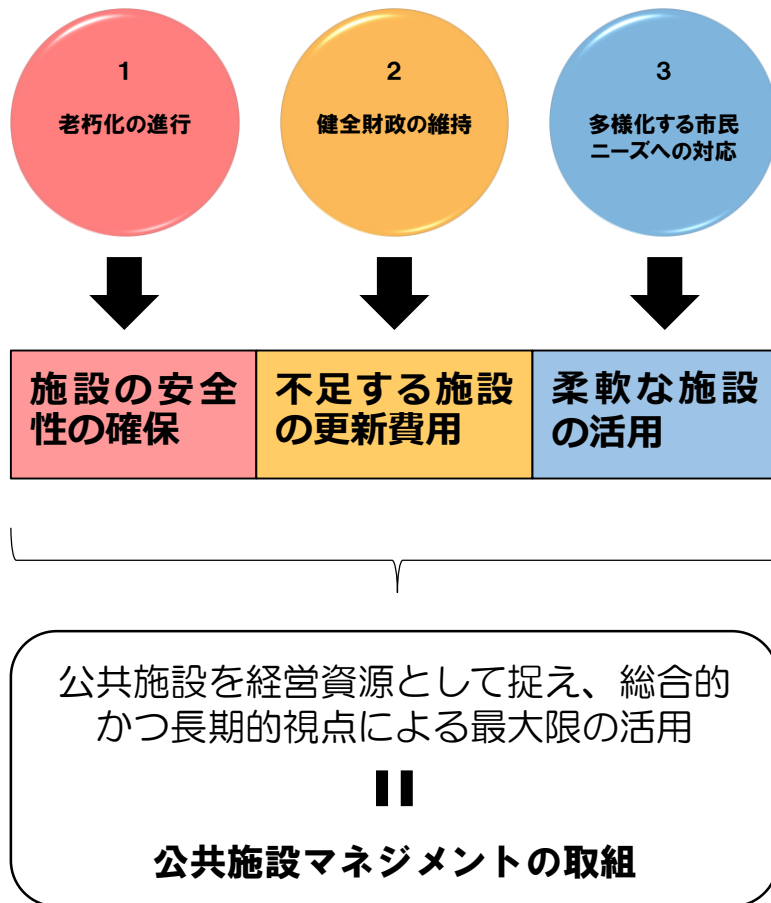 1
老朽化の進行
2
健全財政の維持
3
多様化する市民
ニーズへの対応
施設の安全
性の確保
不足する施設
の更新費用
柔軟な施設
の活用
公共施設を経営資源として捉え、総合的
かつ長期的視点による最大限の活用
=
公共施設マネジメントの取組